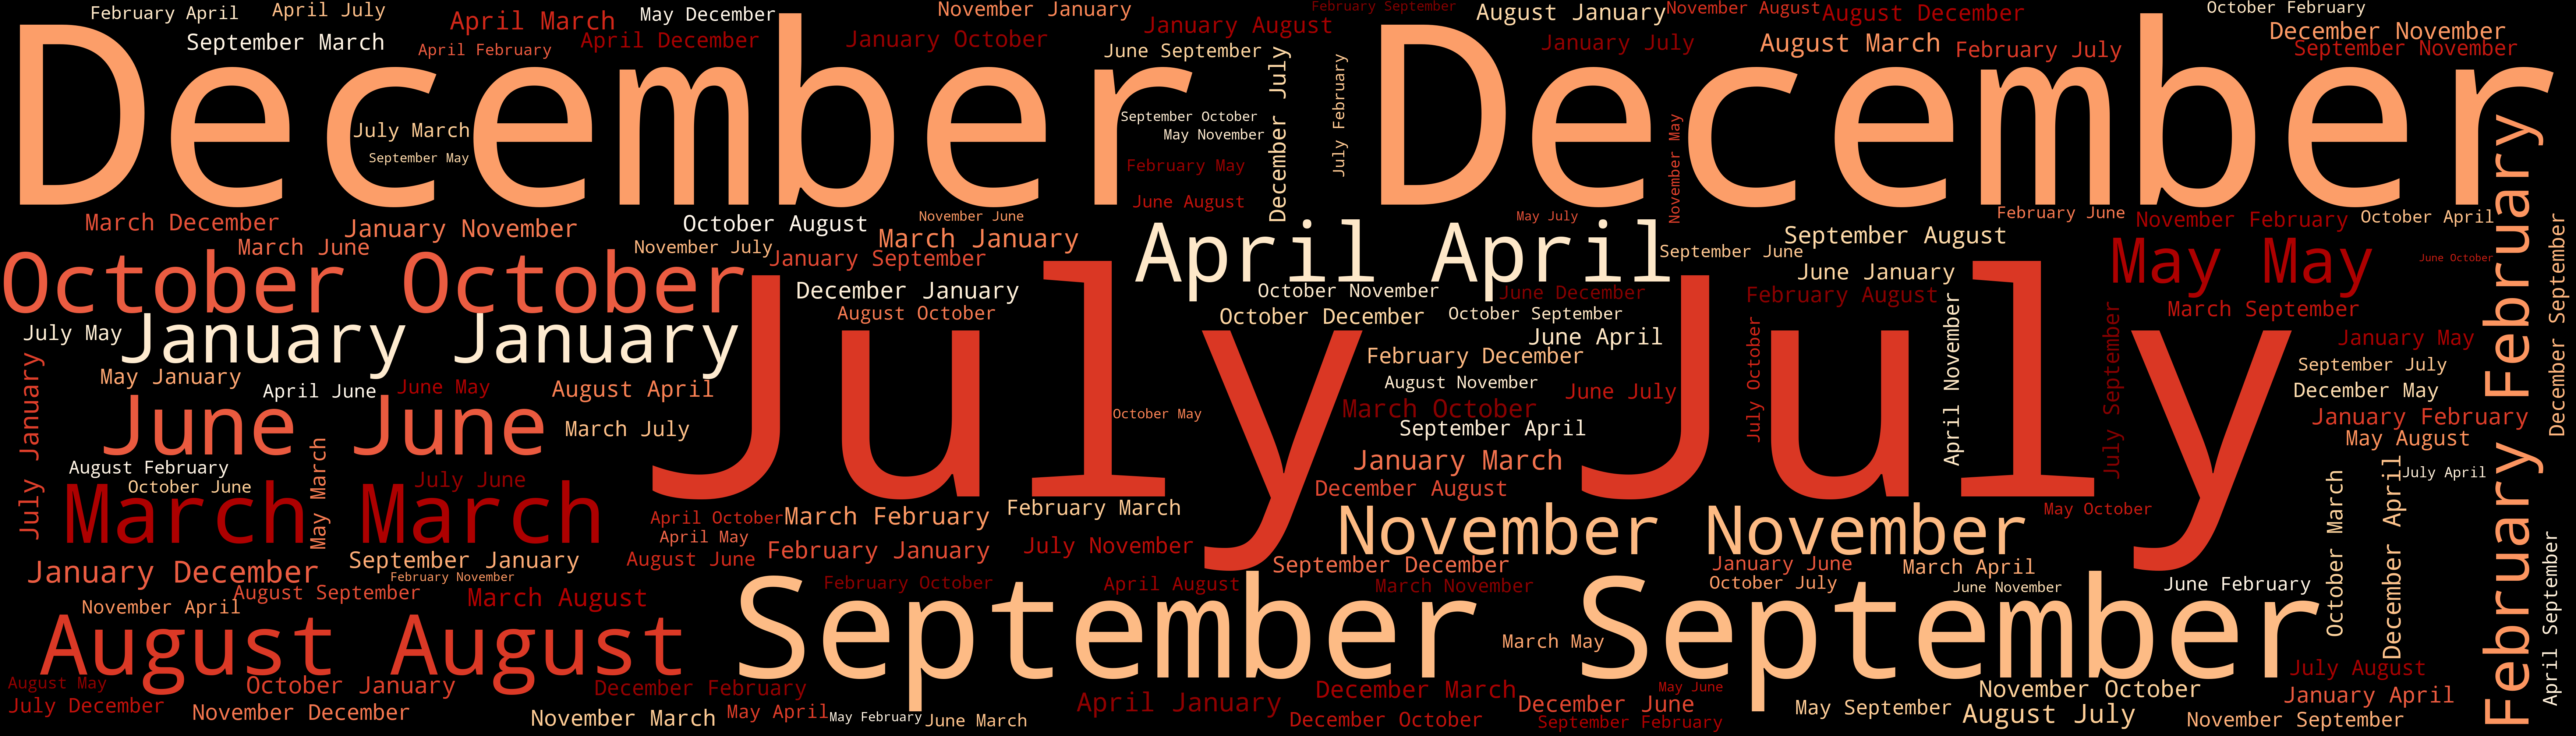 February April
April July
April March
May December
November January
January August
February September
August January
November August
August December
October February
September March
April February
April December
January October
June September
January July
August March
February July
December November
September November
December December
July March
September May
September October
May November
February May
June August
December July
July February
November May
March December
January November
October August
November June
May July
February June
November February
October April
March June
November July
March January
January September
April April
September June
September August
May May
June October
October October
December January
August October
October November
June December
June January
February August
March September
July May
January January
October December
October September
June April
January May
February February
December September
May January
April June
June May
August April
February December
August November
June July
July October
April November
July September
September July
December May
July January
June June
March July
July July
October May
March October
September April
January February
May August
August February
October June
May March
July June
January March
December August
July April
October March
December April
March March
April October
March February
February March
November November
May October
April May
August June
February January
July November
September December
January June
March April
January December
September January
February November
August September
March August
November April
February October
April August
March November
October July
June November
June February
April September
August August
September September
March May
July August
August May
October January
December February
April January
December March
December June
May June
November October
January April
July December
November December
November March
May April
May February
June March
December October
September February
May September
August July
November September